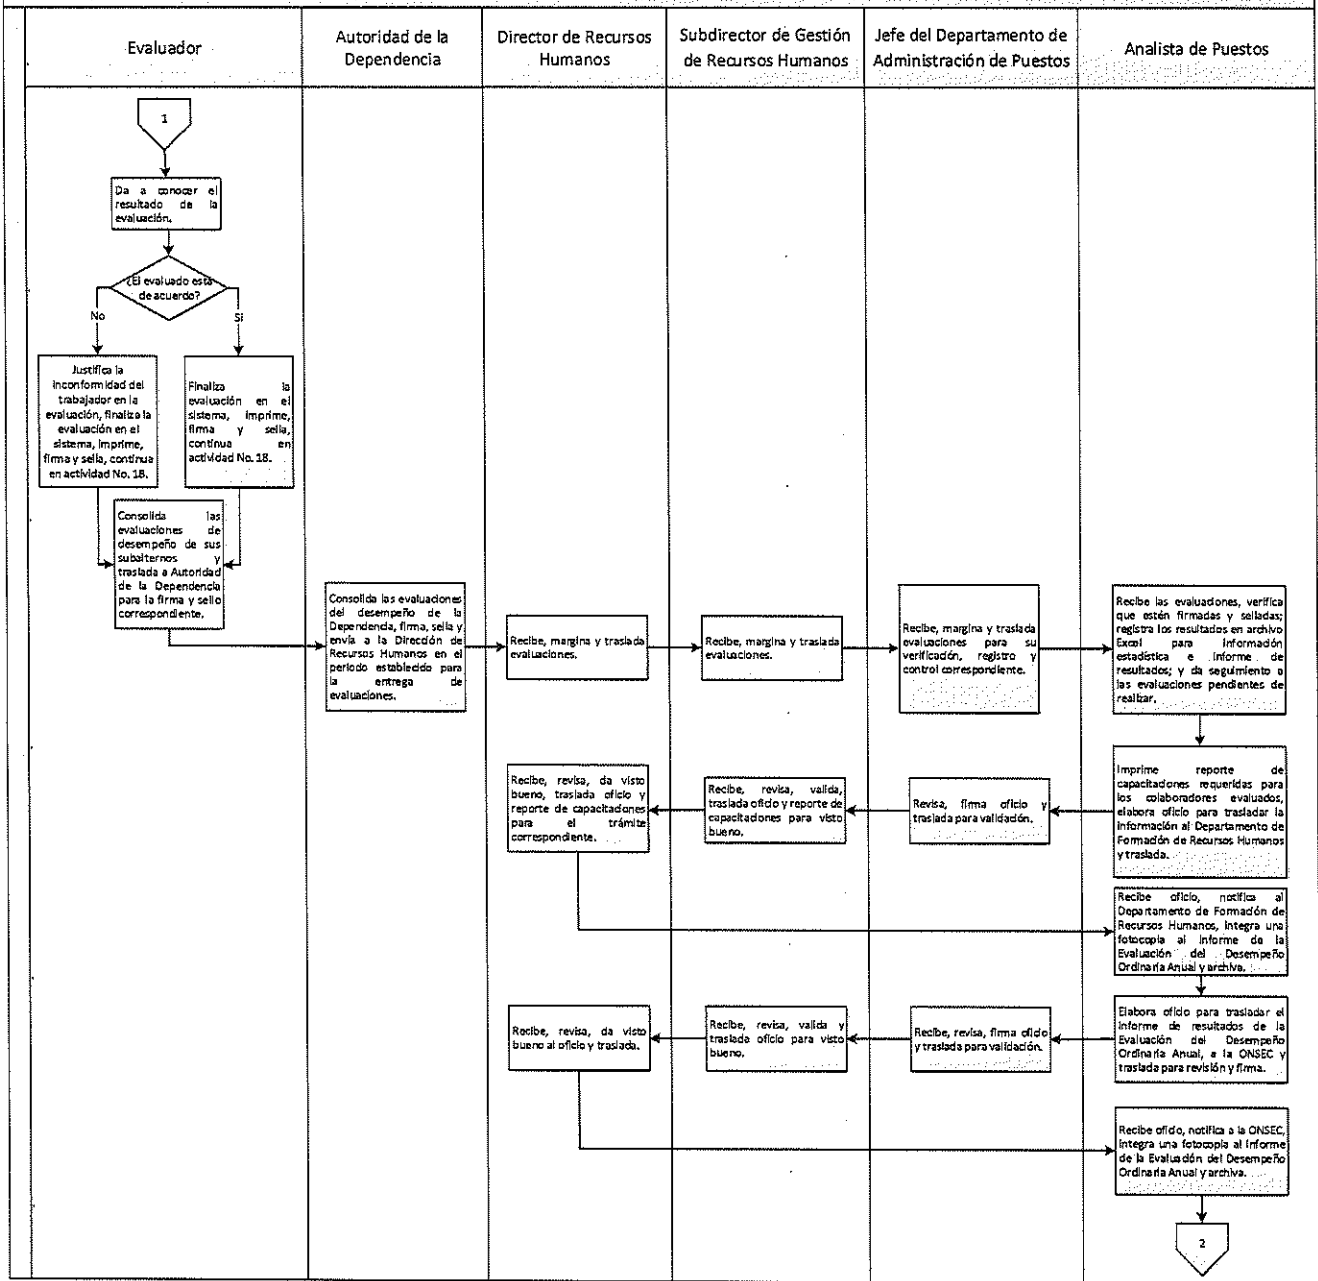 Evaluador
Autoridad de la
Dependencia
Director de Recursos
Humanos
Subdirector de Gestión
de Recursos Humanos
Jefe del Departamento de
Administración de Puestos
Analista de Puestos
1
Da a conocer el
resultado de la
evaluación.
¿El evaluado está
de acuerdo?
No
Si
Justifica la
inconformidad del
trabajador en la
evaluación, finaliza la
evaluación en el
sistema, imprime,
firma y sella, continua
en actividad No. 18.
Finaliza la
evaluación en el
sistema, imprime,
firma y sella,
continua en
actividad No. 18.
Consolida las
evaluaciones de
desempeño de sus
subalternos y
traslada a Autoridad
de la Dependencia
para la firma y sello
correspondiente.
Consolida las evaluaciones
del desempeño de la
Dependencia, firma, sella y
envía a la Dirección de
Recursos Humanos en el
periodo establecido para
la entrega de
evaluaciones.
Recibe, margina y traslada
evaluaciones.
Recibe, margina y traslada
evaluaciones.
Recibe, margina y traslada
evaluaciones para su
verificación, registro y
control correspondiente.
Recibe las evaluaciones, verifica
que estén firmadas y selladas;
registra los resultados en archivo
Excel para información
estadística e informe de
resultados; y da seguimiento a
las evaluaciones pendientes de
realizar.
Imprime reporte de
capacitaciones requeridas para
los colaboradores evaluados,
elabora oficio para trasladar la
información al Departamento de
Formación de Recursos Humanos
y traslada.
Revisa, firma oficio y
traslada para validación.
Recibe, revisa, valida,
traslada oficio y reporte de
capacitaciones para visto
bueno.
Recibe, revisa, da visto
bueno, traslada oficio y
reporte de capacitaciones
para el trámite
correspondiente.
Recibe oficio, notifica al
Departamento de Formación de
Recursos Humanos, integra una
fotocopia al informe de la
Evaluación del Desempeño
Ordinaria Anual y archiva.
Elabora oficio para trasladar el
informe de resultados de la
Evaluación del Desempeño
Ordinaria Anual, a la ONSEC y
traslada para revisión y firma.
Recibe, revisa, firma oficio
y traslada para validación.
Recibe, revisa, valida y
traslada oficio para visto
bueno.
Recibe, revisa, da visto
bueno al oficio y traslada.
Recibe oficio, notifica a la ONSEC,
integra una fotocopia al informe
de la Evaluación del Desempeño
Ordinaria Anual y archiva.
2